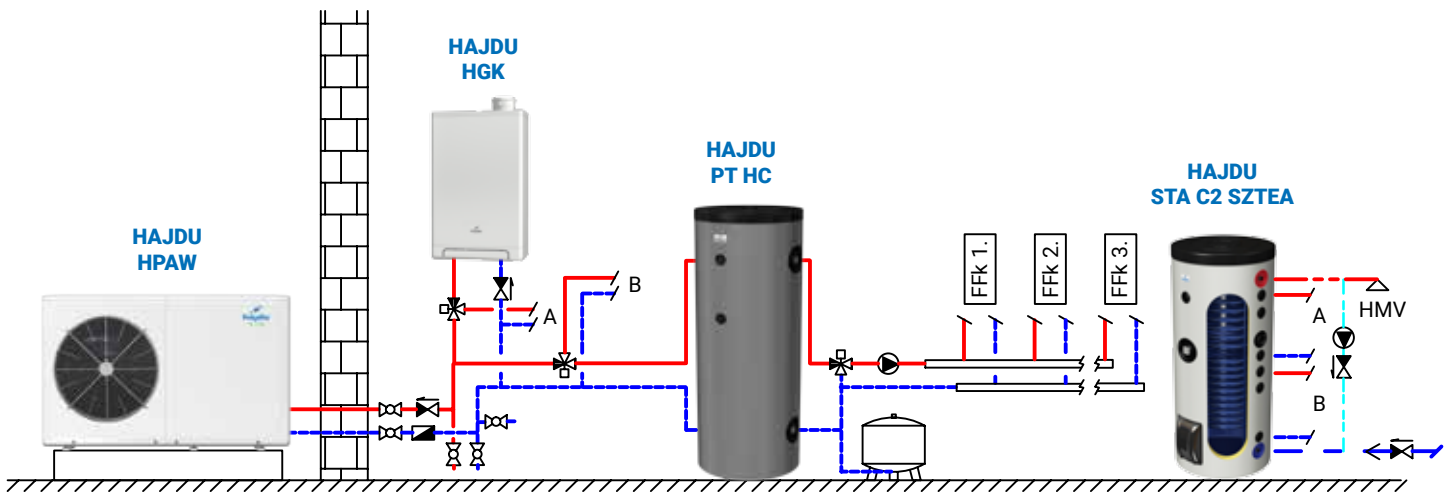 HAJDU
HGK
HAJDU
PT HC
HAJDU
STA C2 SZTEA
HAJDU
HPAW
FFk 1.
FFk 2.
FFk 3.
B
A
A
HMV
B